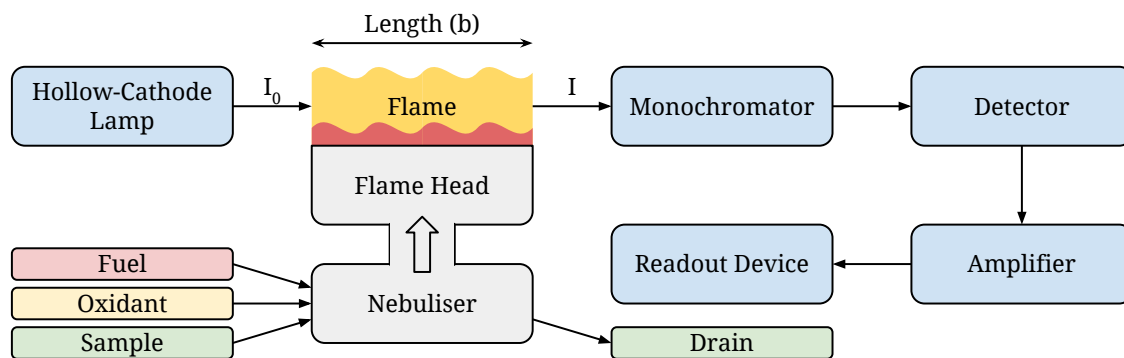 Length (b)
Hollow-Cathode
Lamp
I0
Flame
I
Monochromator
Detector
Flame Head
Fuel
Oxidant
Sample
Nebuliser
Readout Device
Amplifier
Drain